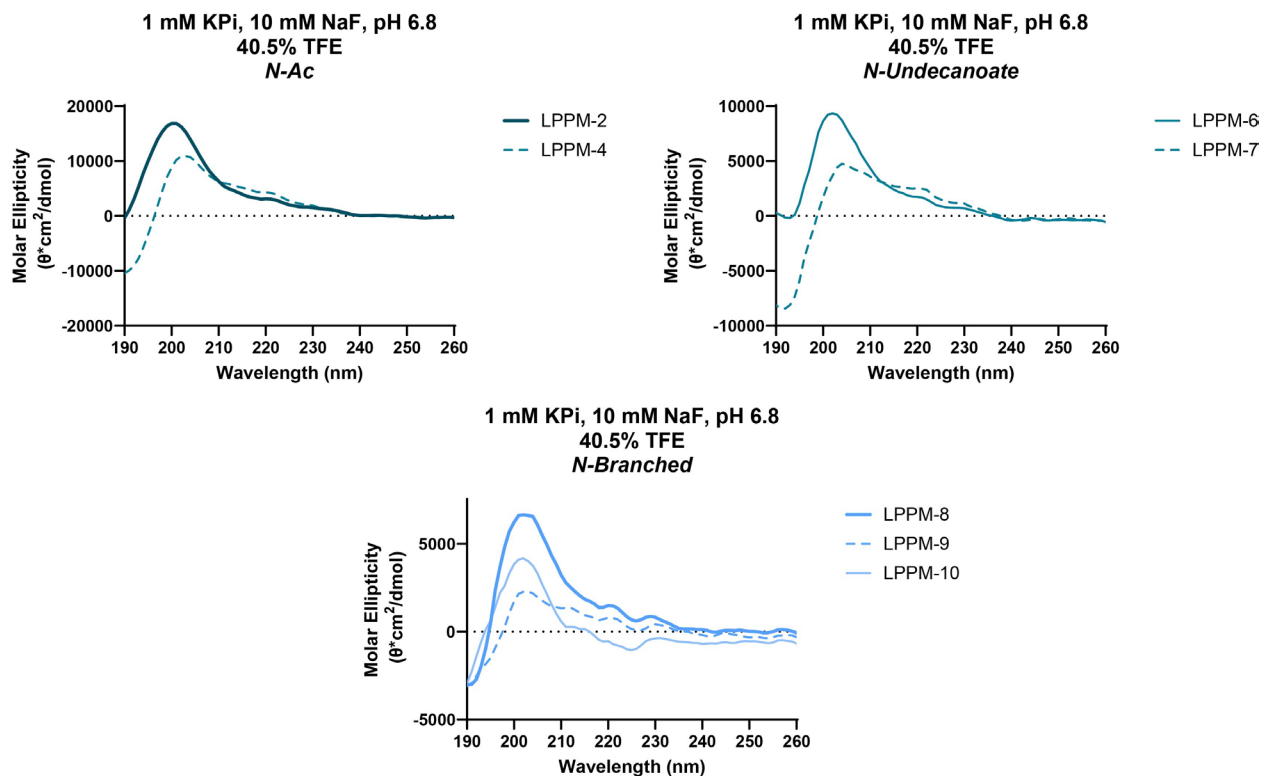 1 mM KPi, 10 mM NaF, pH 6.8
40.5% TFE
N-Ac
20000
10000
0
-10000
-20000
Molar Ellipticity
(θ*cm²/dmol)
190 200 210 220 230 240 250 260
Wavelength (nm)
LPPM-2
LPPM-4
1 mM KPi, 10 mM NaF, pH 6.8
40.5% TFE
N-Undecanoate
10000
5000
0
-5000
-10000
Molar Ellipticity
(θ*cm²/dmol)
190 200 210 220 230 240 250 260
Wavelength (nm)
LPPM-6
LPPM-7
1 mM KPi, 10 mM NaF, pH 6.8
40.5% TFE
N-Branched
5000
0
-5000
Molar Ellipticity
(θ*cm²/dmol)
190 200 210 220 230 240 250 260
Wavelength (nm)
LPPM-8
LPPM-9
LPPM-10